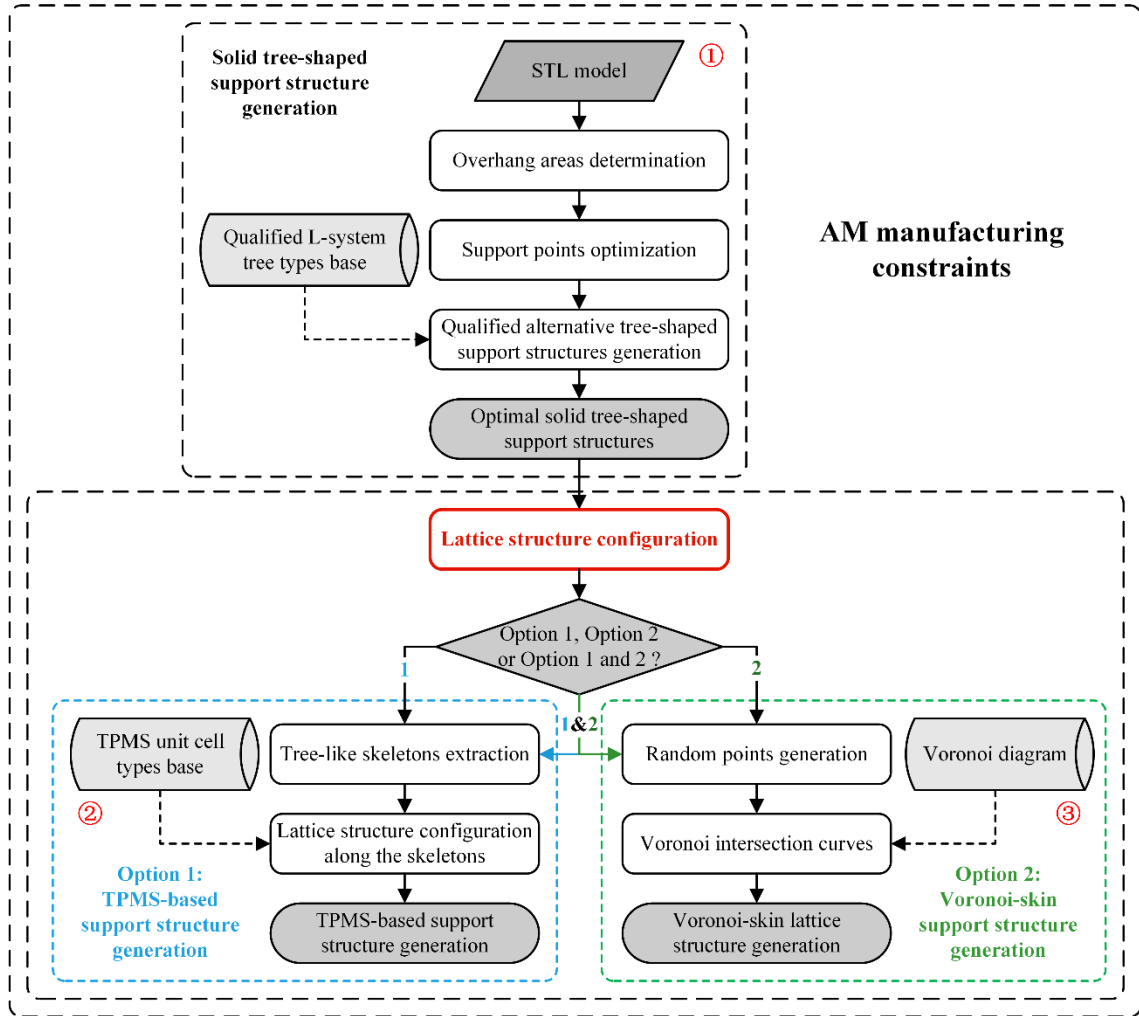 Solid tree-shaped
support structure
generation
STL model
①
Overhang areas determination
Qualified L-system
tree types base
Support points optimization
AM manufacturing
constraints
Qualified alternative tree-shaped
support structures generation
Optimal solid tree-shaped
support structures
Lattice structure configuration
Option 1, Option 2
or Option 1 and 2 ?
1
2
1&2
TPMS unit cell
types base
Tree-like skeletons extraction
Random points generation
Voronoi diagram
②
③
Lattice structure configuration
along the skeletons
Voronoi intersection curves
Option 1:
TPMS-based
support structure
generation
TPMS-based support
structure generation
Voronoi-skin lattice
structure generation
Option 2:
Voronoi-skin
support structure
generation